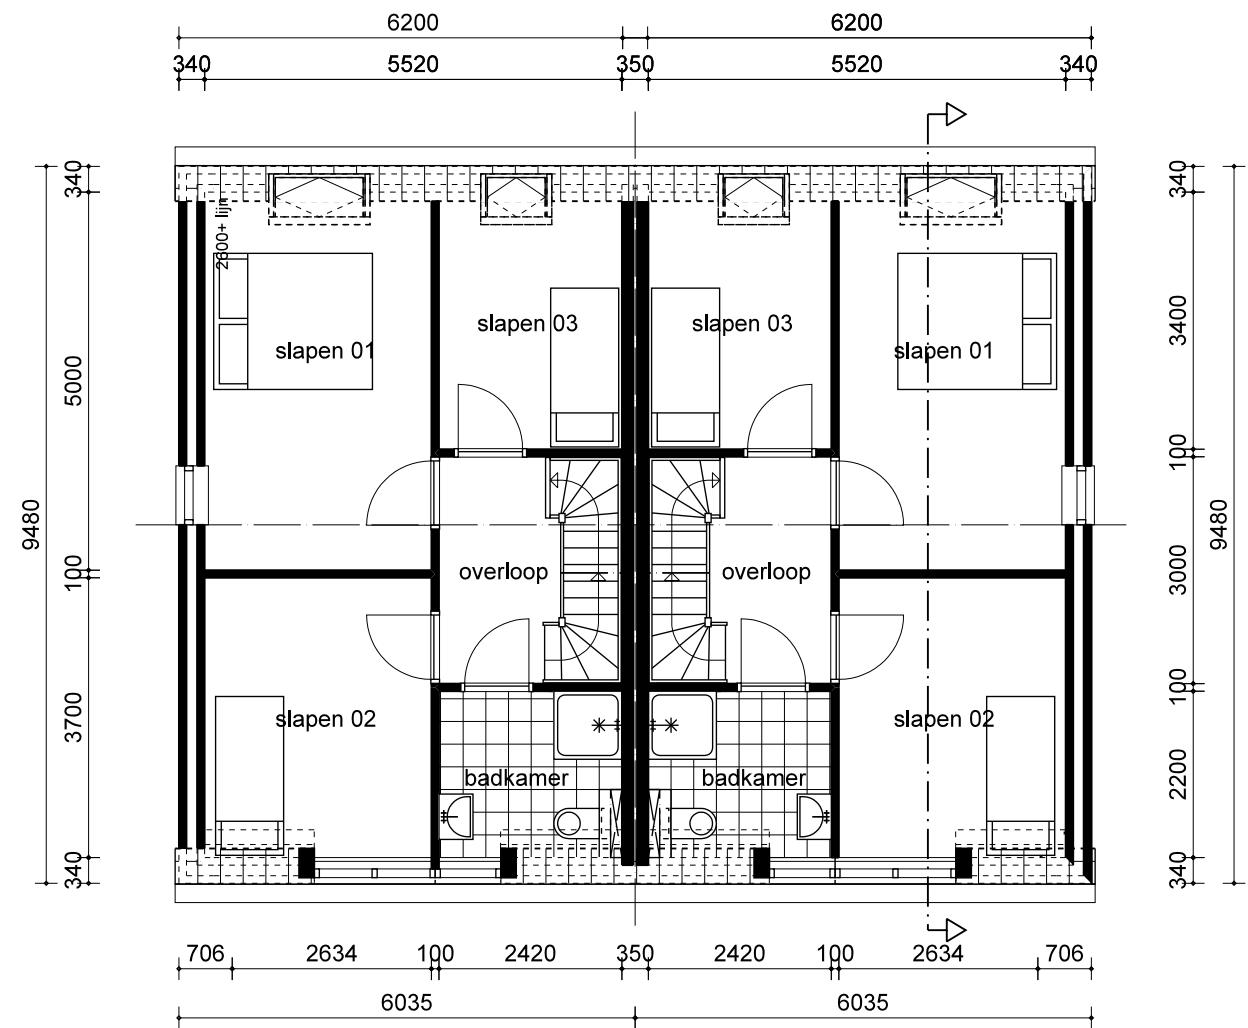 6200 6200
340 5520 350 5520 340
340 340
2600+ lijn
slapen 03 slapen 03
3400
slapen 01 slapen 01
5000
100
9480 9480
overloop overloop
100 3000
100
3700
slapen 02 slapen 02
badkamer badkamer
2200
340 340
706 2634 100 2420 350 2420 100 2634 706
6035 6035